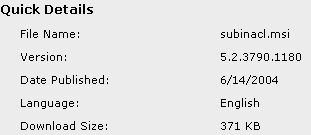 Quick Details
File Name: subinacl.msi
Version: 5.2.3790.1180
Date Published: 6/14/2004
Language: English
Download Size: 371 KB